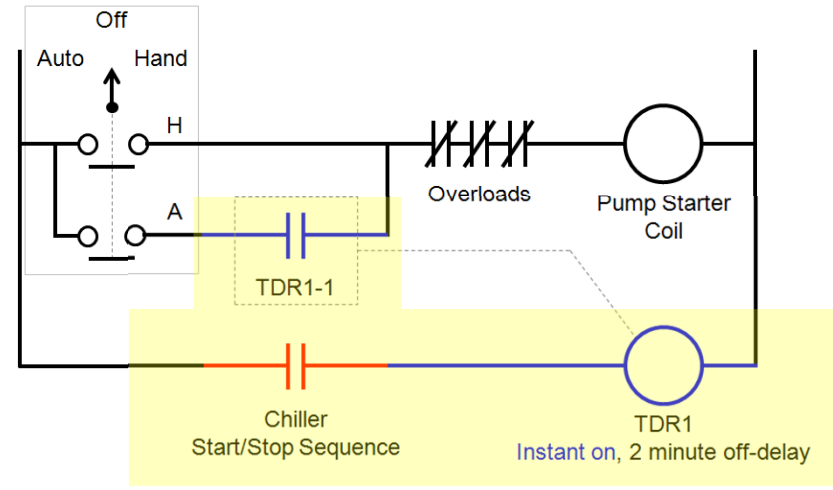 Off
Auto Hand
H
Overloads
Pump Starter
Coil
A
TDR1-1
Chiller
Start/Stop Sequence
TDR1
Instant on, 2 minute off-delay